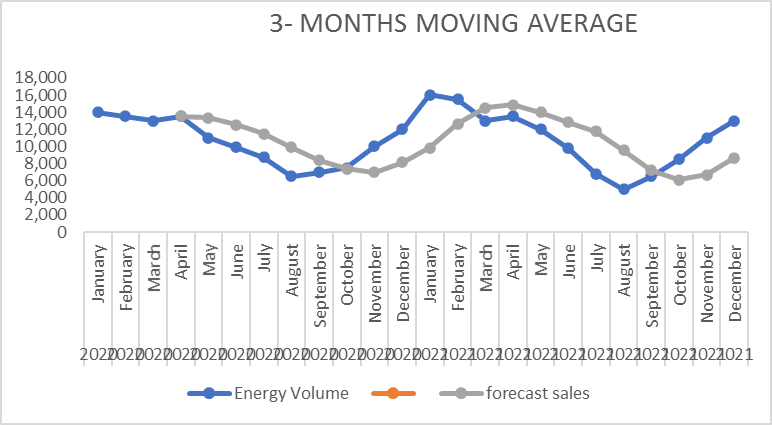 3- MONTHS MOVING AVERAGE
18,000
16,000
14,000
12,000
10,000
8,000
6,000
4,000
2,000
0
January February March April May June July August September October November December January February March April May June July August September October November December
2020 2020 2020 2020 2020 2020 2020 2020 2020 2020 2020 2020 2021 2021 2021 2021 2021 2021 2021 2021 2021 2021 2021 2021
Energy Volume forecast sales